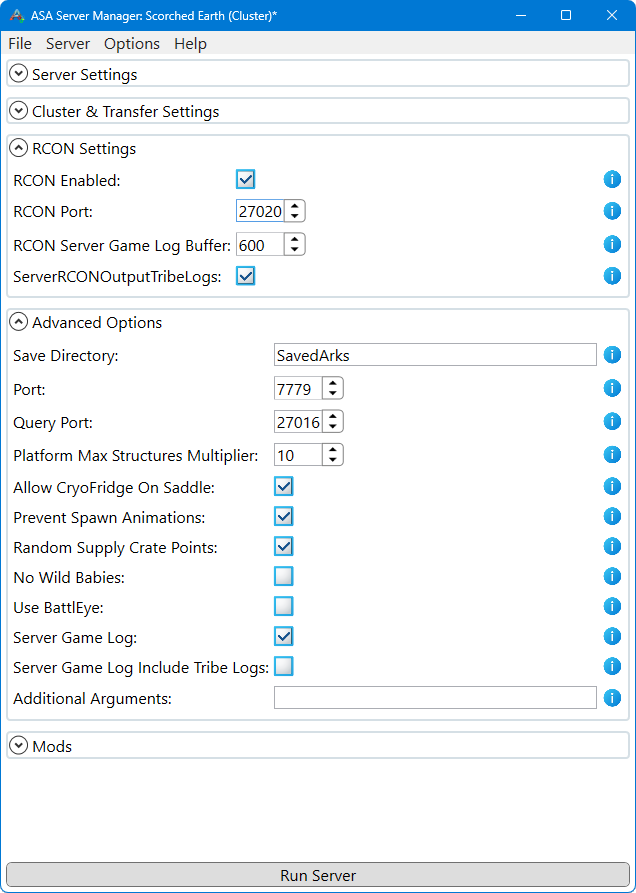 ASA Server Manager: Scorched Earth (Cluster)*
File Server Options Help
Server Settings
Cluster & Transfer Settings
RCON Settings
RCON Enabled:
RCON Port: 27020
RCON Server Game Log Buffer: 600
ServerRCONOutputTribeLogs:
Advanced Options
Save Directory: SavedArks
Port: 7779
Query Port: 27016
Platform Max Structures Multiplier: 10
Allow CryoFridge On Saddle:
Prevent Spawn Animations:
Random Supply Crate Points:
No Wild Babies:
Use BattlEye:
Server Game Log:
Server Game Log Include Tribe Logs:
Additional Arguments:
Mods
Run Server